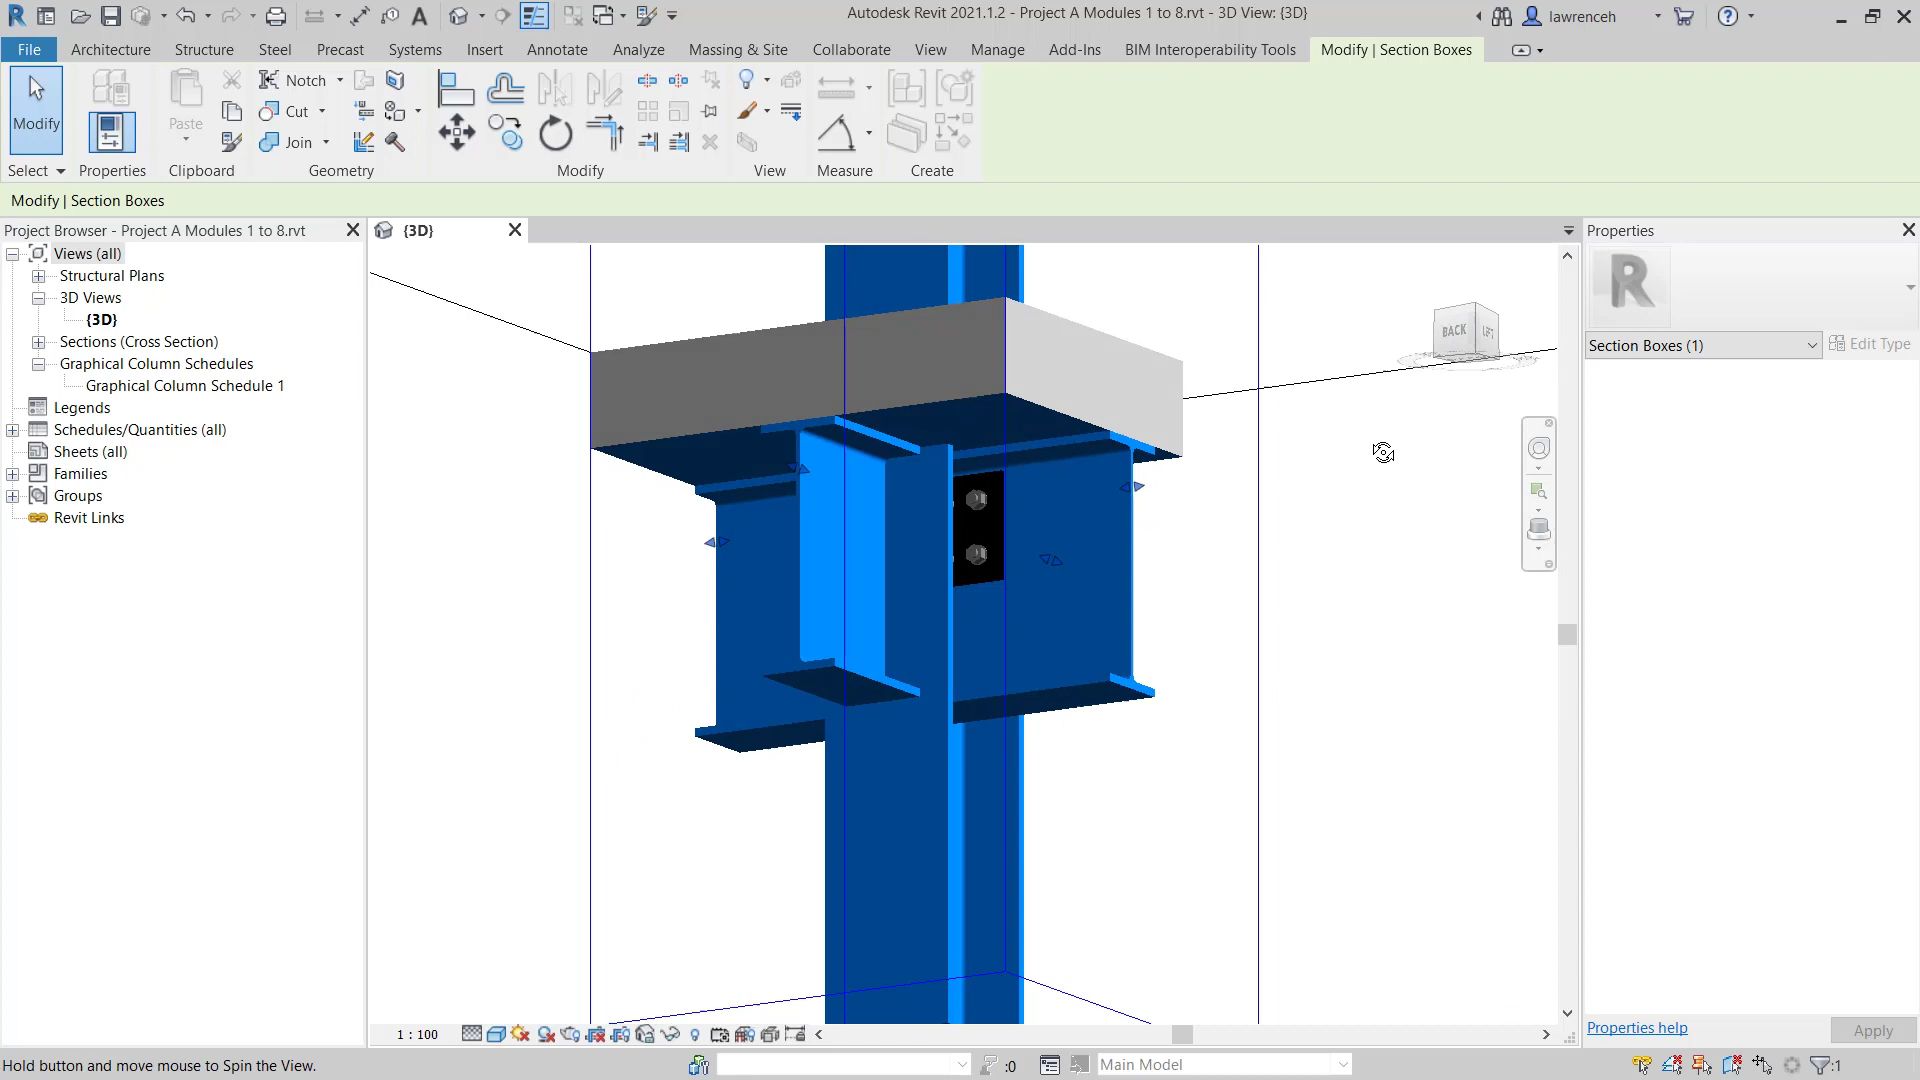 Autodesk Revit 2021.1.2 - Project A Modules 1 to 8.rvt - 3D View: {3D}
lawrenceh
File
Architecture
Structure
Steel
Precast
Systems
Insert
Annotate
Analyze
Massing & Site
Collaborate
View
Manage
Add-Ins
BIM Interoperability Tools
Modify | Section Boxes
Modify
Paste
Notch
Cut
Join
Select
Properties
Clipboard
Geometry
Modify
View
Measure
Create
Modify | Section Boxes
Project Browser - Project A Modules 1 to 8.rvt
Views (all)
Structural Plans
3D Views
{3D}
Sections (Cross Section)
Graphical Column Schedules
Graphical Column Schedule 1
Legends
Schedules/Quantities (all)
Sheets (all)
Families
Groups
Revit Links
{3D}
BACK
LEFT
Properties
R
Section Boxes (1)
Edit Type
Properties help
Apply
1 : 100
Hold button and move mouse to Spin the View.
:0
Main Model
:1